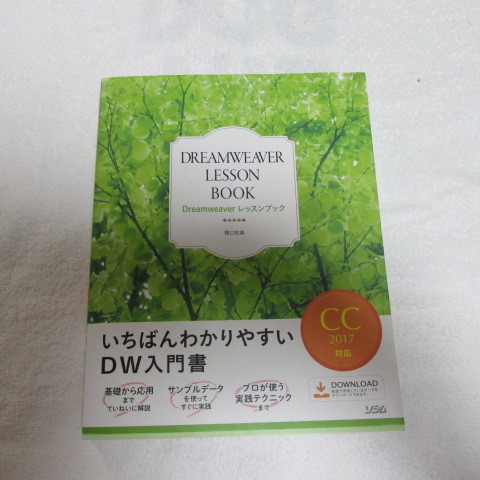 DREAMWEAVER
LESSON
BOOK
Dreamweaver レッスンブック
CC
2017
対応
いちばんわかりやすい
DW入門書
基礎から応用
まで
ていねいに解説
サンプルデータ
を使って
すぐに実践
プロが使う
実践テクニック
まで
DOWNLOAD
ソシム